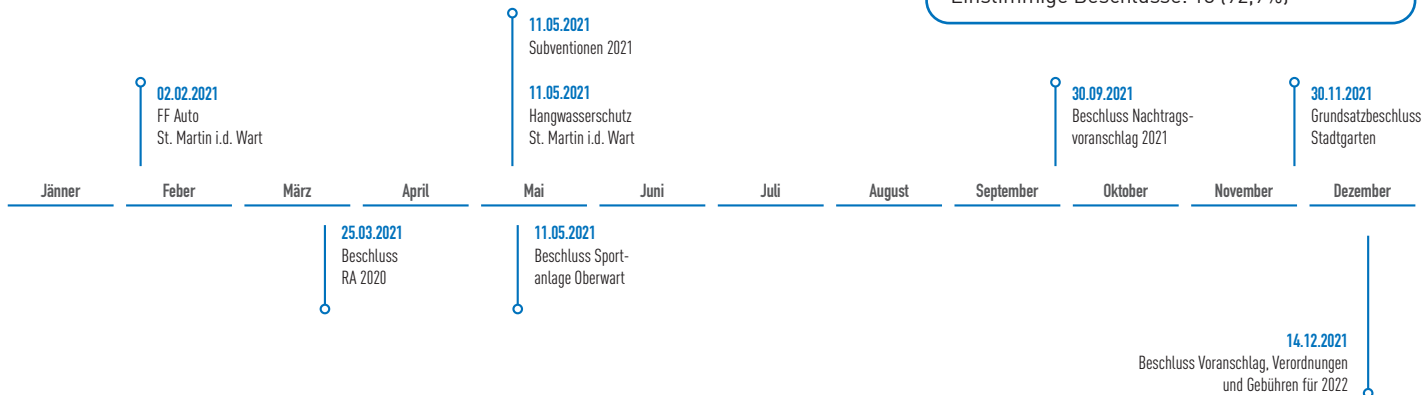 Einstimmige Beschlüsse: 18 (92,9%)
11.05.2021
Subventionen 2021
02.02.2021
FF Auto
St. Martin i.d. Wart
11.05.2021
Hangwasserschutz
St. Martin i.d. Wart
30.09.2021
Beschluss Nachtrags-
voranschlag 2021
30.11.2021
Grundsatzbeschluss
Stadtgarten
Jänner Feber März April Mai Juni Juli August September Oktober November Dezember
25.03.2021
Beschluss
RA 2020
11.05.2021
Beschluss Sport-
anlage Oberwart
14.12.2021
Beschluss Voranschlag, Verordnungen
und Gebühren für 2022